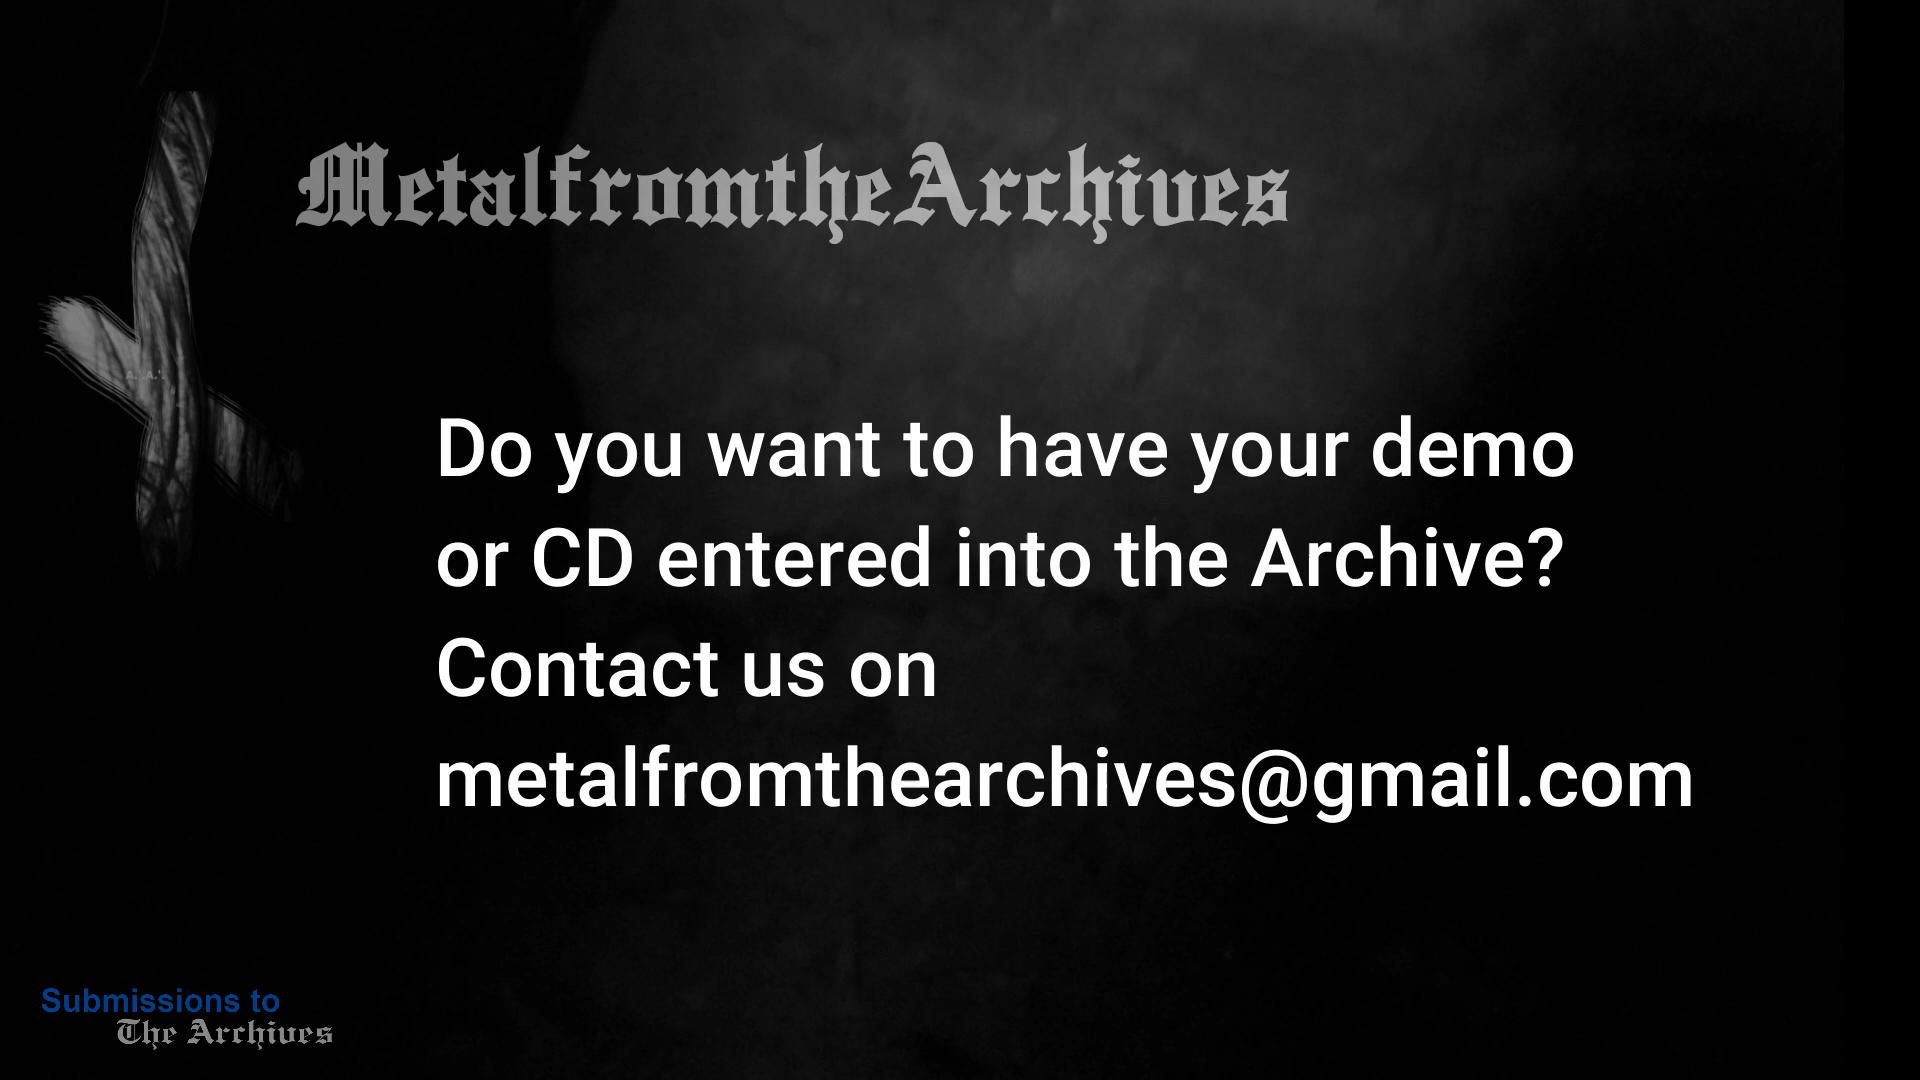 MetalfromtheArchives
Do you want to have your demo
or CD entered into the Archive?
Contact us on
metalfromthearchives@gmail.com
Submissions to
The Archives